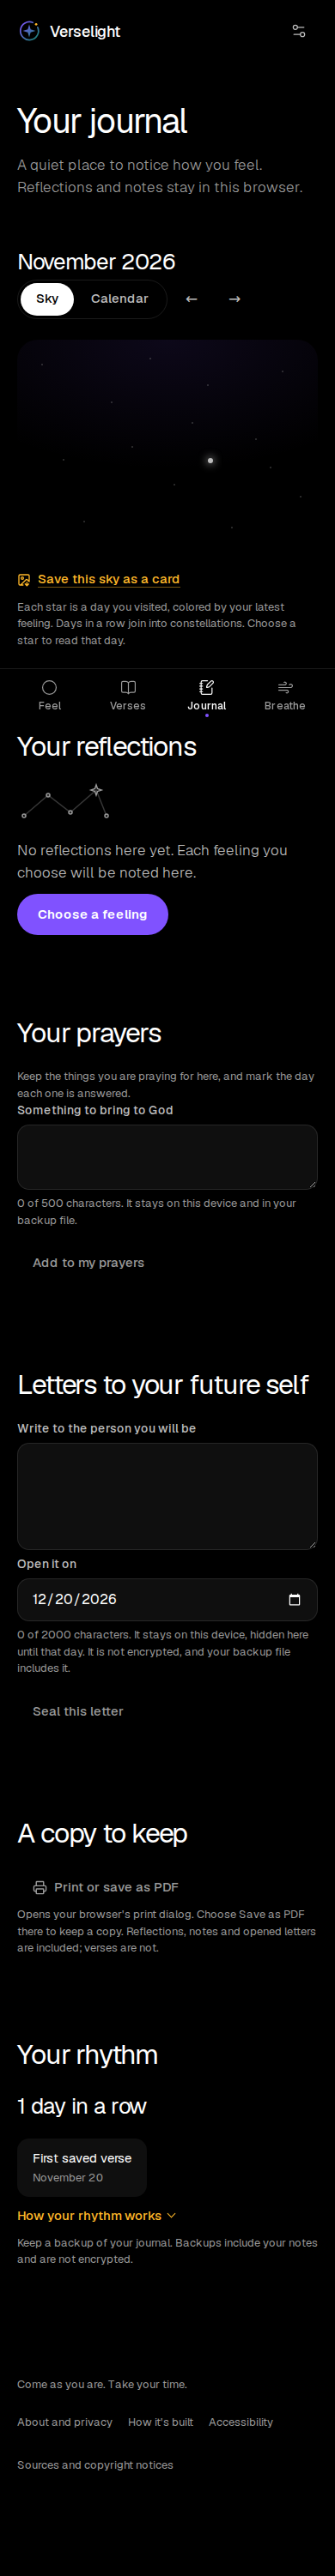 Verselight
Your journal
A quiet place to notice how you feel.
Reflections and notes stay in this browser.
November 2026
Sky
Calendar
Save this sky as a card
Each star is a day you visited, colored by your latest
feeling. Days in a row join into constellations. Choose a
star to read that day.
Feel
Verses
Journal
Breathe
Your reflections
No reflections here yet. Each feeling you
choose will be noted here.
Choose a feeling
Your prayers
Keep the things you are praying for here, and mark the day
each one is answered.
Something to bring to God
0 of 500 characters. It stays on this device and in your
backup file.
Add to my prayers
Letters to your future self
Write to the person you will be
Open it on
12/20/2026
0 of 2000 characters. It stays on this device, hidden here
until that day. It is not encrypted, and your backup file
includes it.
Seal this letter
A copy to keep
Print or save as PDF
Opens your browser's print dialog. Choose Save as PDF
there to keep a copy. Reflections, notes and opened letters
are included; verses are not.
Your rhythm
1 day in a row
First saved verse
November 20
How your rhythm works
Keep a backup of your journal. Backups include your notes
and are not encrypted.
Come as you are. Take your time.
About and privacy
How it's built
Accessibility
Sources and copyright notices